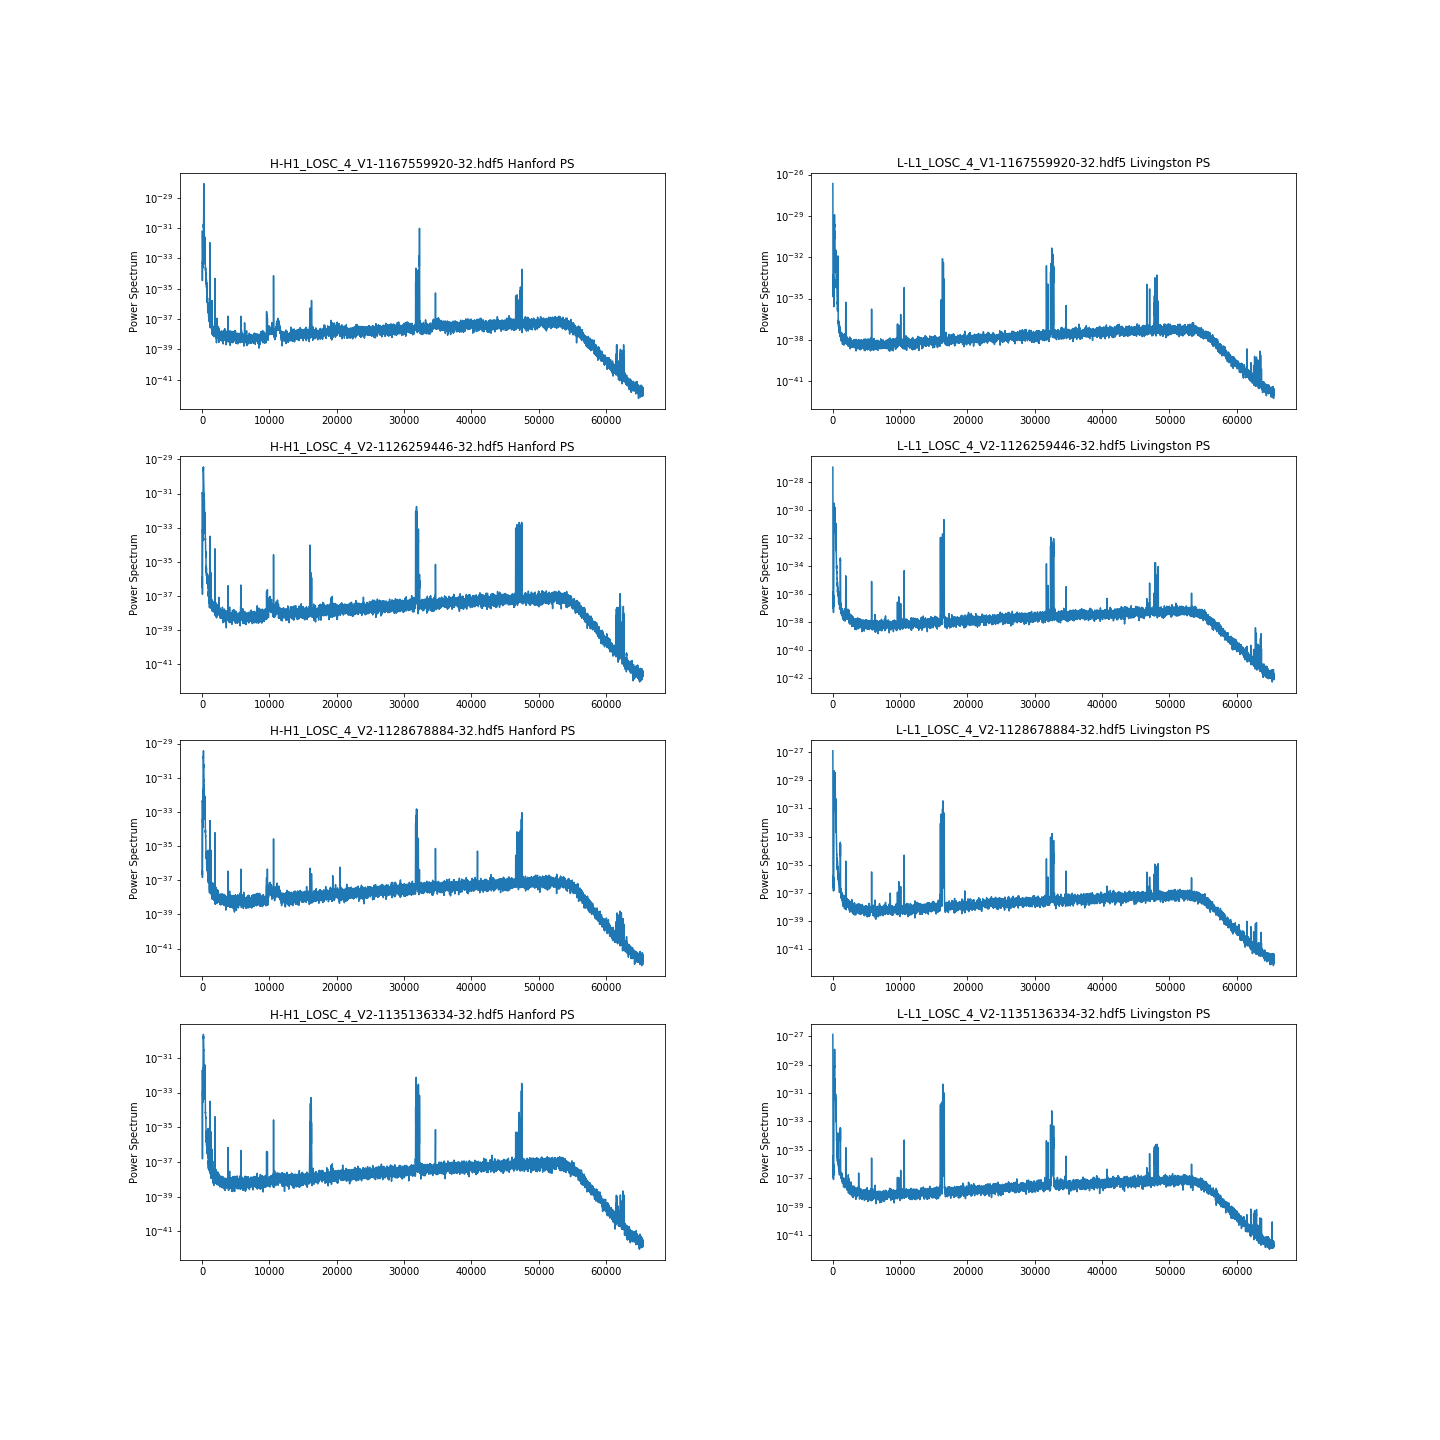 H-H1_LOSC_4_V1-1167559920-32.hdf5 Hanford PS
Power Spectrum
10^-29
10^-31
10^-33
10^-35
10^-37
10^-39
10^-41
0 10000 20000 30000 40000 50000 60000
L-L1_LOSC_4_V1-1167559920-32.hdf5 Livingston PS
Power Spectrum
10^-26
10^-29
10^-32
10^-35
10^-38
10^-41
0 10000 20000 30000 40000 50000 60000
H-H1_LOSC_4_V2-1126259446-32.hdf5 Hanford PS
Power Spectrum
10^-29
10^-31
10^-33
10^-35
10^-37
10^-39
10^-41
0 10000 20000 30000 40000 50000 60000
L-L1_LOSC_4_V2-1126259446-32.hdf5 Livingston PS
Power Spectrum
10^-28
10^-30
10^-32
10^-34
10^-36
10^-38
10^-40
10^-42
0 10000 20000 30000 40000 50000 60000
H-H1_LOSC_4_V2-1128678884-32.hdf5 Hanford PS
Power Spectrum
10^-29
10^-31
10^-33
10^-35
10^-37
10^-39
10^-41
0 10000 20000 30000 40000 50000 60000
L-L1_LOSC_4_V2-1128678884-32.hdf5 Livingston PS
Power Spectrum
10^-27
10^-29
10^-31
10^-33
10^-35
10^-37
10^-39
10^-41
0 10000 20000 30000 40000 50000 60000
H-H1_LOSC_4_V2-1135136334-32.hdf5 Hanford PS
Power Spectrum
10^-31
10^-33
10^-35
10^-37
10^-39
10^-41
0 10000 20000 30000 40000 50000 60000
L-L1_LOSC_4_V2-1135136334-32.hdf5 Livingston PS
Power Spectrum
10^-27
10^-29
10^-31
10^-33
10^-35
10^-37
10^-39
10^-41
0 10000 20000 30000 40000 50000 60000